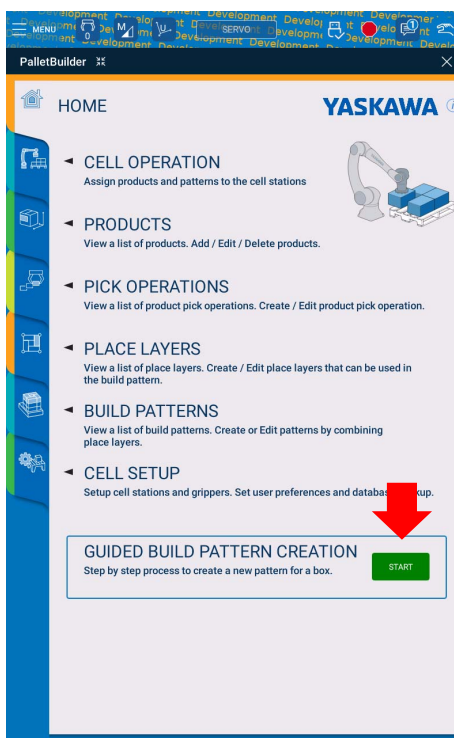 MENU
0
M
SERVO
1
PalletBuilder
HOME
YASKAWA
CELL OPERATION
Assign products and patterns to the cell stations
PRODUCTS
View a list of products. Add / Edit / Delete products.
PICK OPERATIONS
View a list of product pick operations. Create / Edit product pick operation.
PLACE LAYERS
View a list of place layers. Create / Edit place layers that can be used in
the build pattern.
BUILD PATTERNS
View a list of build patterns. Create or Edit patterns by combining
place layers.
CELL SETUP
Setup cell stations and grippers. Set user preferences and
GUIDED BUILD PATTERN CREATION
Step by step process to create a new pattern for a box.
START